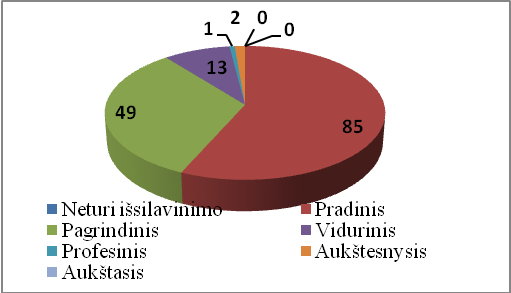 2 0
1 0
13
49
85
Neturi išsilavinimo Pradinis
Pagrindinis Vidurinis
Profesinis Aukštesnysis
Aukštasis